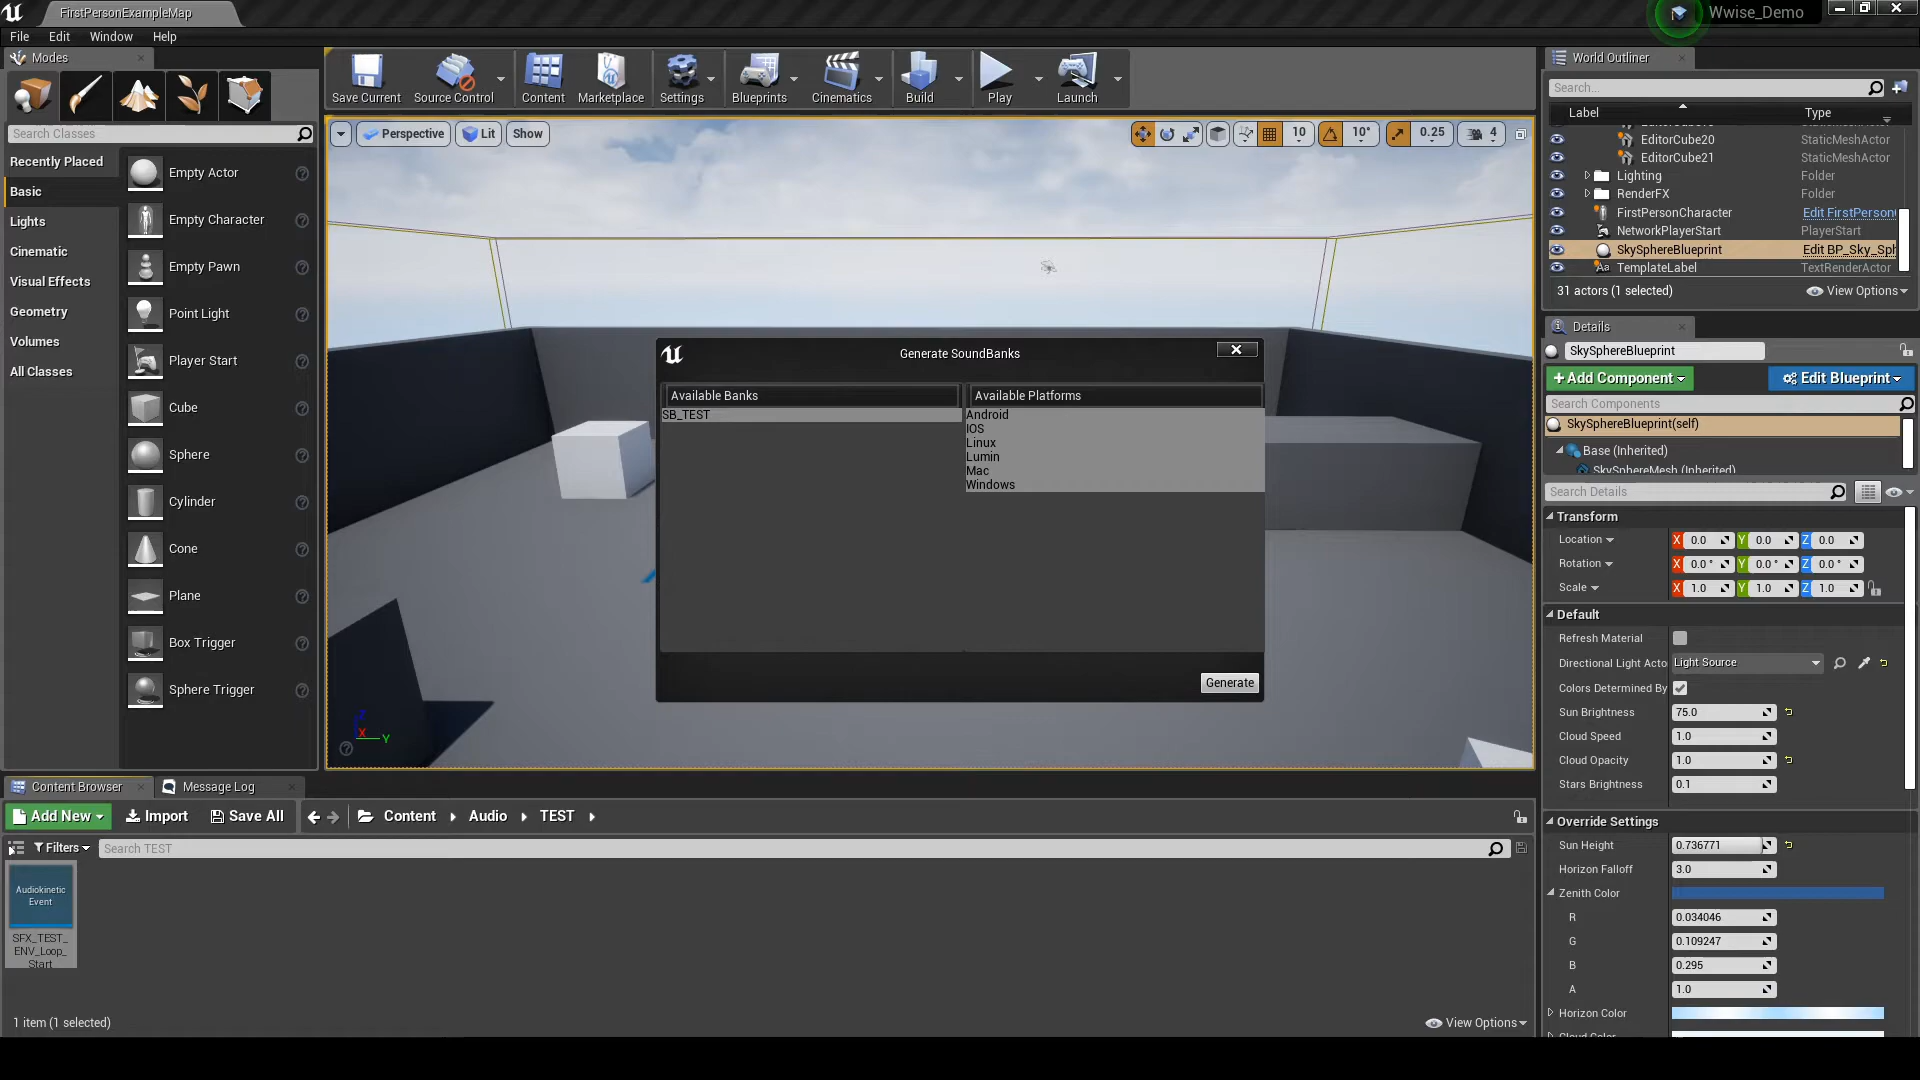 FirstPersonExampleMap
Wwise_Demo
File Edit Window Help
Modes
Search Classes
Recently Placed
Basic
Lights
Cinematic
Visual Effects
Geometry
Volumes
All Classes
Empty Actor
Empty Character
Empty Pawn
Point Light
Player Start
Cube
Sphere
Cylinder
Cone
Plane
Box Trigger
Sphere Trigger
Save Current Source Control Content Marketplace Settings Blueprints Cinematics Build Play Launch
Perspective Lit Show
10 10° 0.25 4
Generate SoundBanks
Available Banks
SB_TEST
Available Platforms
Android
IOS
Linux
Lumin
Mac
Windows
Generate
X Y
World Outliner
Search...
Label Type
EditorCube20 StaticMeshActor
EditorCube21 StaticMeshActor
Lighting Folder
RenderFX Folder
FirstPersonCharacter Edit FirstPerson
NetworkPlayerStart PlayerStart
SkySphereBlueprint Edit BP_Sky_Sph
TemplateLabel TextRenderActor
31 actors (1 selected) View Options
Details
SkySphereBlueprint
+ Add Component Edit Blueprint
Search Components
SkySphereBlueprint(self)
Base (Inherited)
SkySphereMesh (Inherited)
Search Details
Transform
Location X 0.0 Y 0.0 Z 0.0
Rotation X 0.0 ° Y 0.0 ° Z 0.0 °
Scale X 1.0 Y 1.0 Z 1.0
Default
Refresh Material
Directional Light Acto Light Source
Colors Determined By
Sun Brightness 75.0
Cloud Speed 1.0
Cloud Opacity 1.0
Stars Brightness 0.1
Override Settings
Sun Height 0.736771
Horizon Falloff 3.0
Zenith Color
R 0.034046
G 0.109247
B 0.295
A 1.0
Horizon Color
Content Browser Message Log
Add New Import Save All Content Audio TEST
Filters Search TEST
Audiokinetic
Event
SFX_TEST_
ENV_Loop_
Start
1 item (1 selected) View Options